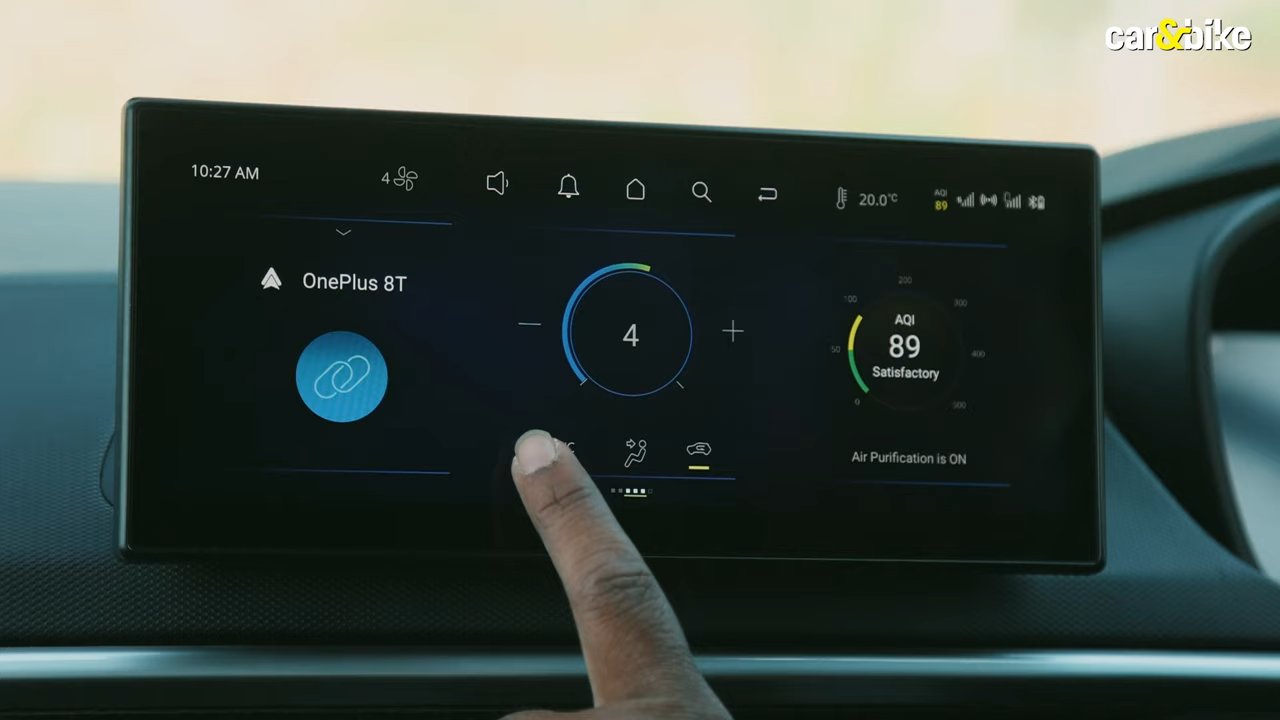 car&bike
10:27 AM
4
20.0°C
AQI
89
OnePlus 8T
4
200
100
300
50
400
0
500
AQI
89
Satisfactory
Air Purification is ON